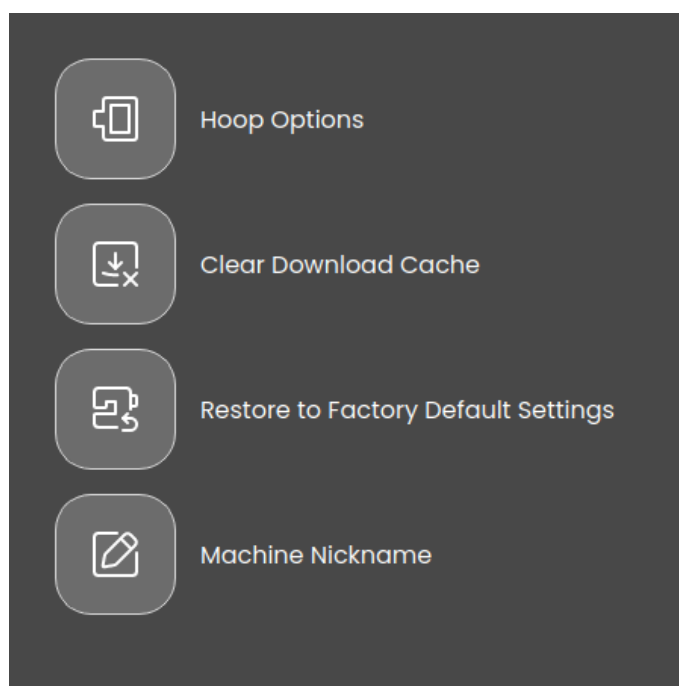 Hoop Options
Clear Download Cache
Restore to Factory Default Settings
Machine Nickname